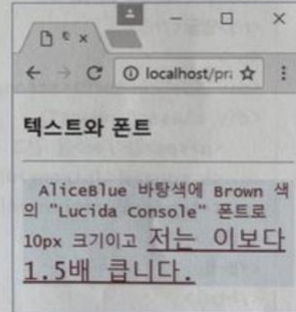 localhost/pra
텍스트와 폰트
AliceBlue 바탕색에 Brown 색
의 "Lucida Console" 폰트로
10px 크기이고 저는 이보다
1.5배 큽니다.